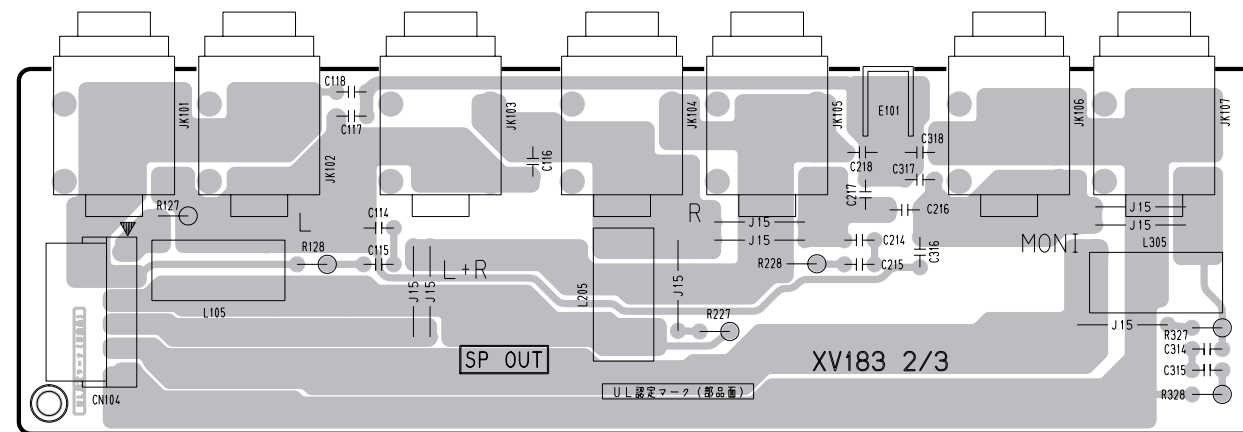 C118
JK101
JK102
C117
JK103
C116
JK104
JK105
E101
C218
C318
C317
C217
C216
JK106
JK107
R127
L
C114
R
J15
J15
J15
J15
R128
C115
L+R
J15
J15
L205
J15
R228
C214
C215
C316
MONI
L305
L105
R227
J15
R327
C314
C315
R328
SP OUT
XV183 2/3
UL認定マーク(部品面)
CN104